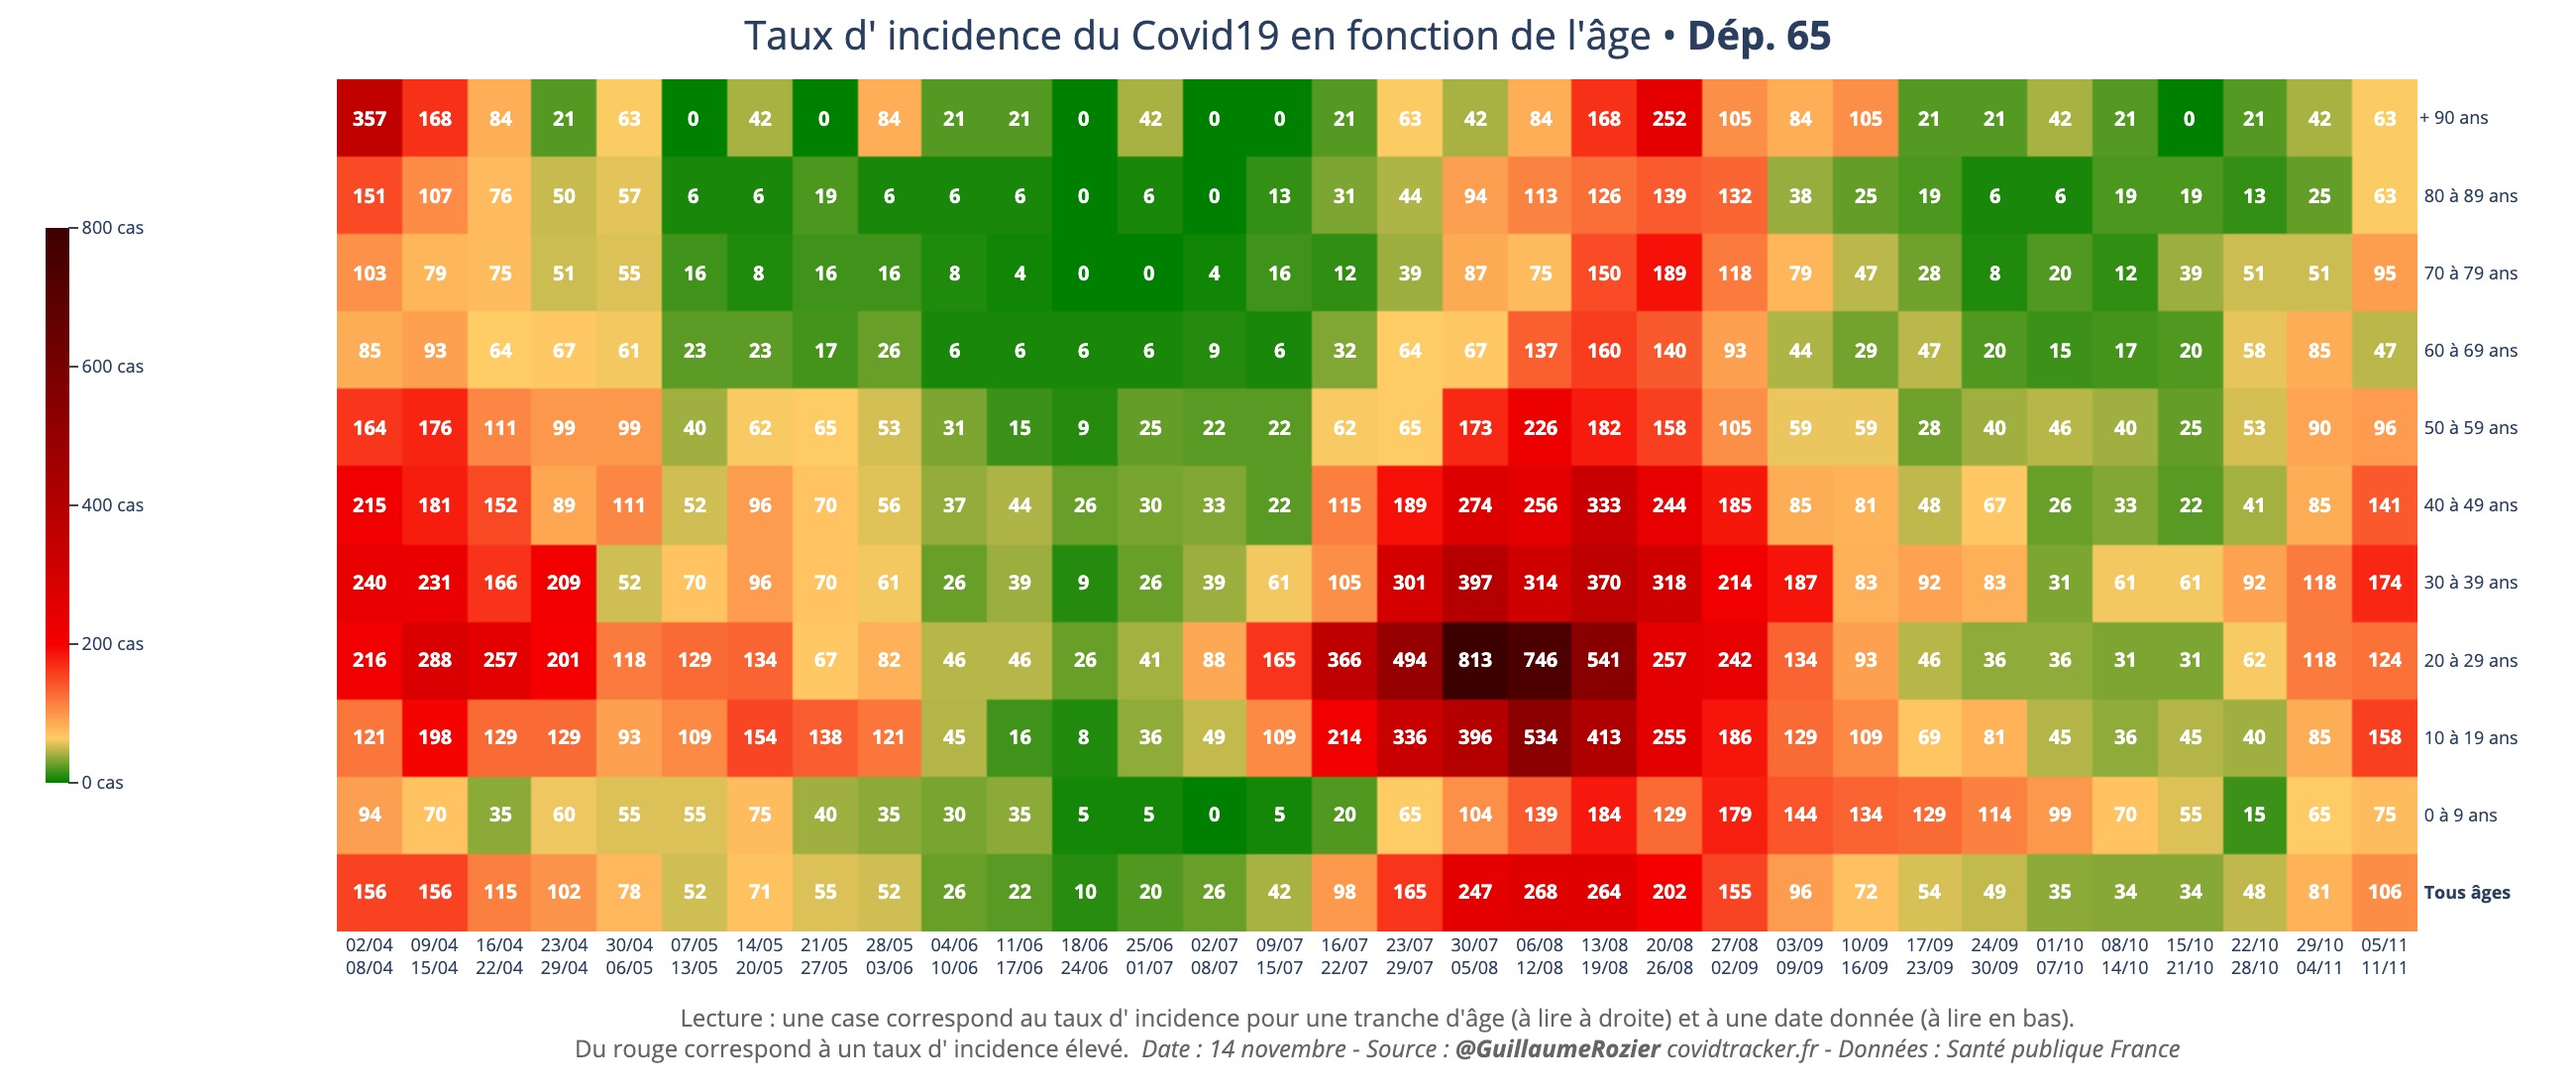 Taux d' incidence du Covid19 en fonction de l'âge • Dép. 65
800 cas
600 cas
400 cas
200 cas
0 cas
357 168 84 21 63 0 42 0 84 21 21 0 42 0 0 21 63 42 84 168 252 105 84 105 21 21 42 21 0 21 42 63 + 90 ans
151 107 76 50 57 6 6 19 6 6 6 0 6 0 13 31 44 94 113 126 139 132 38 25 19 6 6 19 19 13 25 63 80 à 89 ans
103 79 75 51 55 16 8 16 16 8 4 0 0 4 16 12 39 87 75 150 189 118 79 47 28 8 20 12 39 51 51 95 70 à 79 ans
85 93 64 67 61 23 23 17 26 6 6 6 6 9 6 32 64 67 137 160 140 93 44 29 47 20 15 17 20 58 85 47 60 à 69 ans
164 176 111 99 99 40 62 65 53 31 15 9 25 22 22 62 65 173 226 182 158 105 59 59 28 40 46 40 25 53 90 96 50 à 59 ans
215 181 152 89 111 52 96 70 56 37 44 26 30 33 22 115 189 274 256 333 244 185 85 81 48 67 26 33 22 41 85 141 40 à 49 ans
240 231 166 209 52 70 96 70 61 26 39 9 26 39 61 105 301 397 314 370 318 214 187 83 92 83 31 61 61 92 118 174 30 à 39 ans
216 288 257 201 118 129 134 67 82 46 46 26 41 88 165 366 494 813 746 541 257 242 134 93 46 36 36 31 31 62 118 124 20 à 29 ans
121 198 129 129 93 109 154 138 121 45 16 8 36 49 109 214 336 396 534 413 255 186 129 109 69 81 45 36 45 40 85 158 10 à 19 ans
94 70 35 60 55 55 75 40 35 30 35 5 5 0 5 20 65 104 139 184 129 179 144 134 129 114 99 70 55 15 65 75 0 à 9 ans
156 156 115 102 78 52 71 55 52 26 22 10 20 26 42 98 165 247 268 264 202 155 96 72 54 49 35 34 34 48 81 106 Tous âges
02/04 09/04 16/04 23/04 30/04 07/05 14/05 21/05 28/05 04/06 11/06 18/06 25/06 02/07 09/07 16/07 23/07 30/07 06/08 13/08 20/08 27/08 03/09 10/09 17/09 24/09 01/10 08/10 15/10 22/10 29/10 05/11
08/04 15/04 22/04 29/04 06/05 13/05 20/05 27/05 03/06 10/06 17/06 24/06 01/07 08/07 15/07 22/07 29/07 05/08 12/08 19/08 26/08 02/09 09/09 16/09 23/09 30/09 07/10 14/10 21/10 28/10 04/11 11/11
Lecture : une case correspond au taux d' incidence pour une tranche d'âge (à lire à droite) et à une date donnée (à lire en bas).
Du rouge correspond à un taux d' incidence élevé. Date : 14 novembre - Source : @GuillaumeRozier covidtracker.fr - Données : Santé publique France